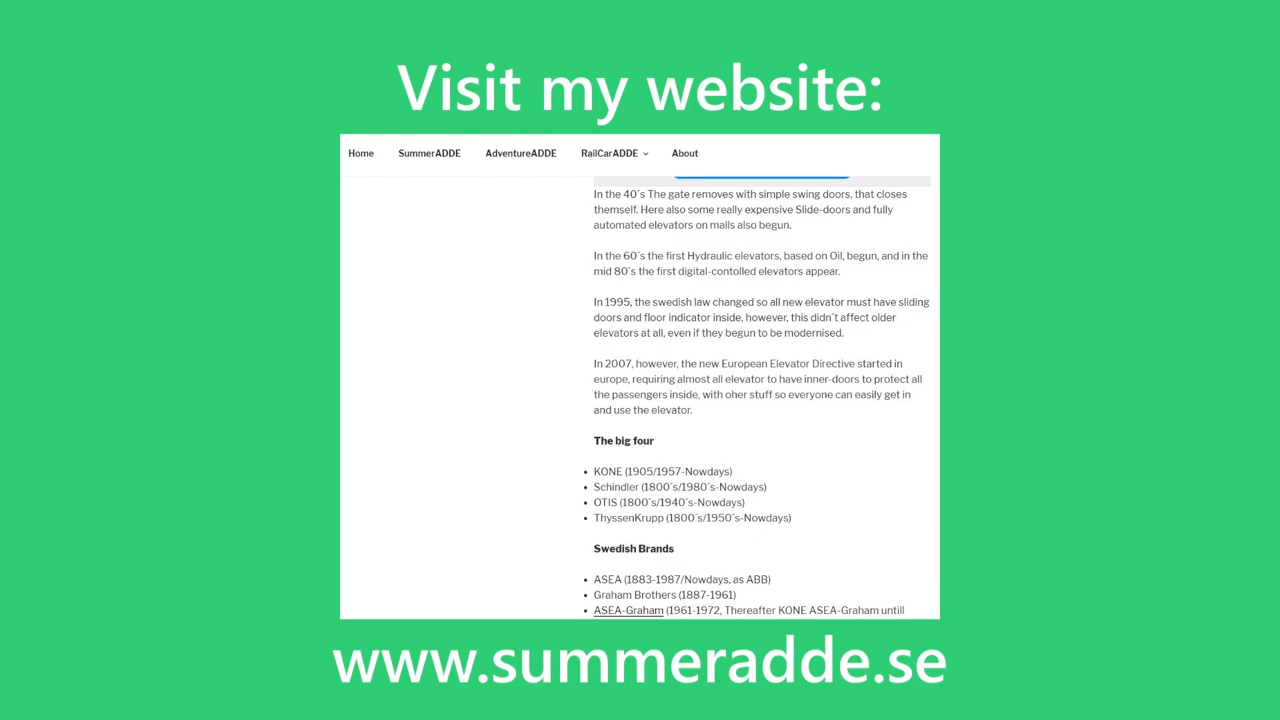 Visit my website:
Home SummerADDE AdventureADDE RailCarADDE About
In the 40´s The gate removes with simple swing doors, that closes
themself. Here also some really expensive Slide-doors and fully
automated elevators on malls also begun.
In the 60´s the first Hydraulic elevators, based on Oil, begun, and in the
mid 80´s the first digital-contolled elevators appear.
In 1995, the swedish law changed so all new elevator must have sliding
doors and floor indicator inside, however, this didn´t affect older
elevators at all, even if they begun to be modernised.
In 2007, however, the new European Elevator Directive started in
europe, requiring almost all elevator to have inner-doors to protect all
the passengers inside, with oher stuff so everyone can easily get in
and use the elevator.
The big four
• KONE (1905/1957-Nowdays)
• Schindler (1800´s/1980´s-Nowdays)
• OTIS (1800´s/1940´s-Nowdays)
• ThyssenKrupp (1800´s/1950´s-Nowdays)
Swedish Brands
• ASEA (1883-1987/Nowdays, as ABB)
• Graham Brothers (1887-1961)
• ASEA-Graham (1961-1972, Thereafter KONE ASEA-Graham untill
www.summeradde.se